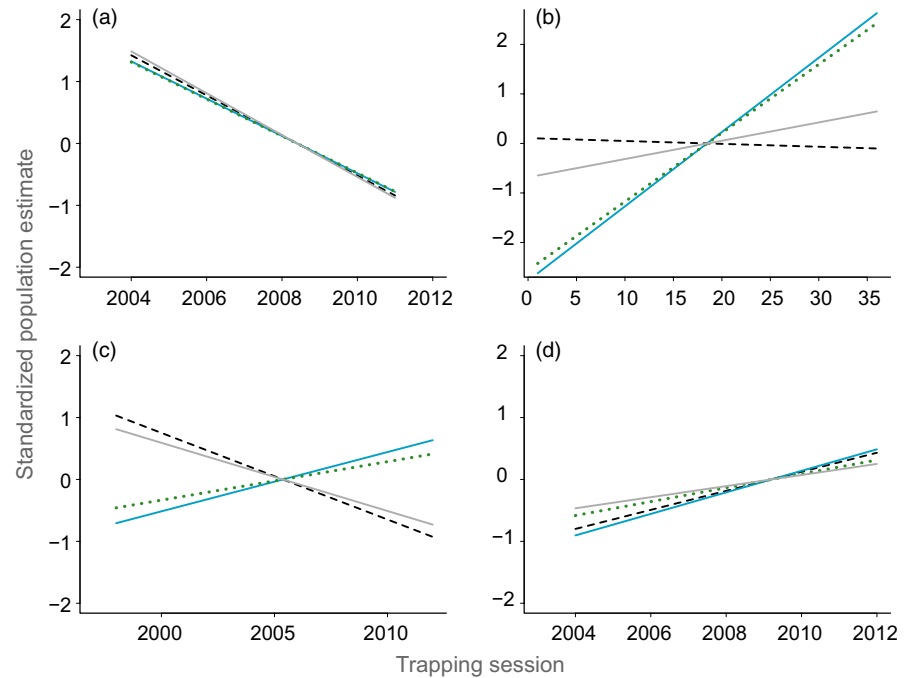 Standardized population estimate
(a)
2
1
0
−1
−2
2004 2006 2008 2010 2012
(b)
2
1
0
−1
−2
0 5 10 15 20 25 30 35
(c)
2
1
0
−1
−2
2000 2005 2010
(d)
2
1
0
−1
−2
2004 2006 2008 2010 2012
Trapping session